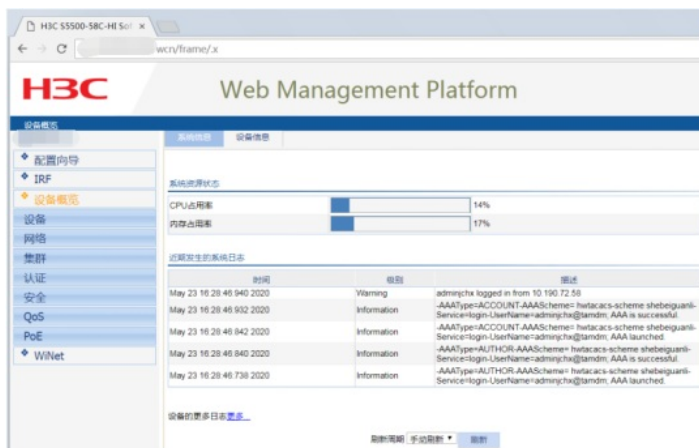 H3C S5500-58C-HI Sof
wcn/frame/.x
H3C
Web Management Platform
设备概览
系统信息 设备信息
配置向导
IRF
设备概览
设备
网络
集群
认证
安全
QoS
PoE
WiNet
系统资源状态
CPU占用率 14%
内存占用率 17%
近期发生的系统日志
时间 级别 描述
May 23 16:28:46:940 2020 Warning adminjchx logged in from 10.190.72.58
May 23 16:28:46:932 2020 Information -AAAType=ACCOUNT-AAAScheme= hwtacacs-scheme shebeiguanli-
Service=login-UserName=adminjchx@tamdm; AAA is successful.
May 23 16:28:46:842 2020 Information -AAAType=ACCOUNT-AAAScheme= hwtacacs-scheme shebeiguanli-
Service=login-UserName=adminjchx@tamdm; AAA launched.
May 23 16:28:46:840 2020 Information -AAAType=AUTHOR-AAAScheme= hwtacacs-scheme shebeiguanli-
Service=login-UserName=adminjchx@tamdm; AAA is successful.
May 23 16:28:46:738 2020 Information -AAAType=AUTHOR-AAAScheme= hwtacacs-scheme shebeiguanli-
Service=login-UserName=adminjchx@tamdm; AAA launched.
设备的更多日志更多...
刷新周期 手动刷新 刷新